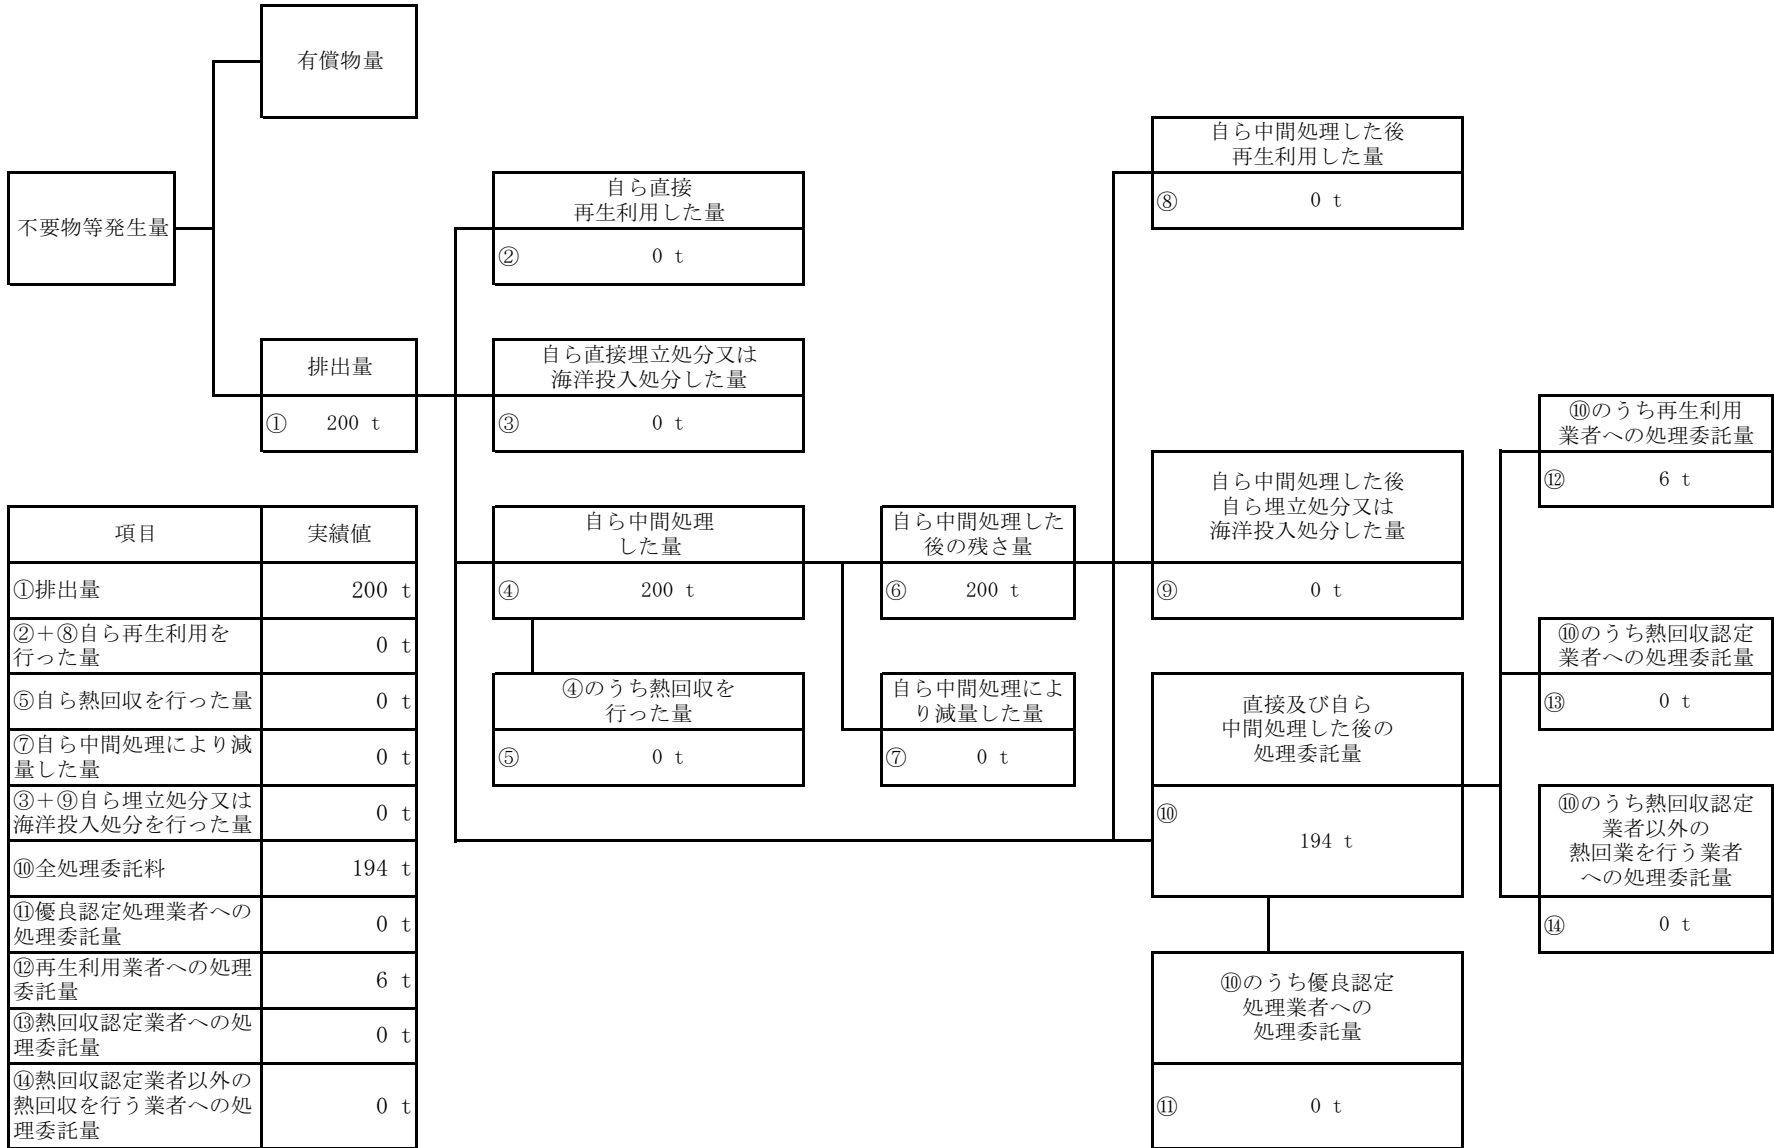 有償物量
不要物等発生量
排出量
① 200 t
自ら直接
再生利用した量
② 0 t
自ら直接埋立処分又は
海洋投入処分した量
③ 0 t
自ら中間処理
した量
④ 200 t
④のうち熱回収を
行った量
⑤ 0 t
自ら中間処理した
後の残さ量
⑥ 200 t
自ら中間処理によ
り減量した量
⑦ 0 t
自ら中間処理した後
再生利用した量
⑧ 0 t
自ら中間処理した後
自ら埋立処分又は
海洋投入処分した量
⑨ 0 t
直接及び自ら
中間処理した後の
処理委託量
⑩
194 t
⑩のうち優良認定
処理業者への
処理委託量
⑪ 0 t
⑩のうち再生利用
業者への処理委託量
⑫ 6 t
⑩のうち熱回収認定
業者への処理委託量
⑬ 0 t
⑩のうち熱回収認定
業者以外の
熱回業を行う業者
への処理委託量
⑭ 0 t
項目 実績値
①排出量 200 t
②＋⑧自ら再生利用を
行った量 0 t
⑤自ら熱回収を行った量 0 t
⑦自ら中間処理により減
量した量 0 t
③＋⑨自ら埋立処分又は
海洋投入処分を行った量 0 t
⑩全処理委託料 194 t
⑪優良認定処理業者への
処理委託量 0 t
⑫再生利用業者への処理
委託量 6 t
⑬熱回収認定業者への処
理委託量 0 t
⑭熱回収認定業者以外の
熱回収を行う業者への処
理委託量 0 t